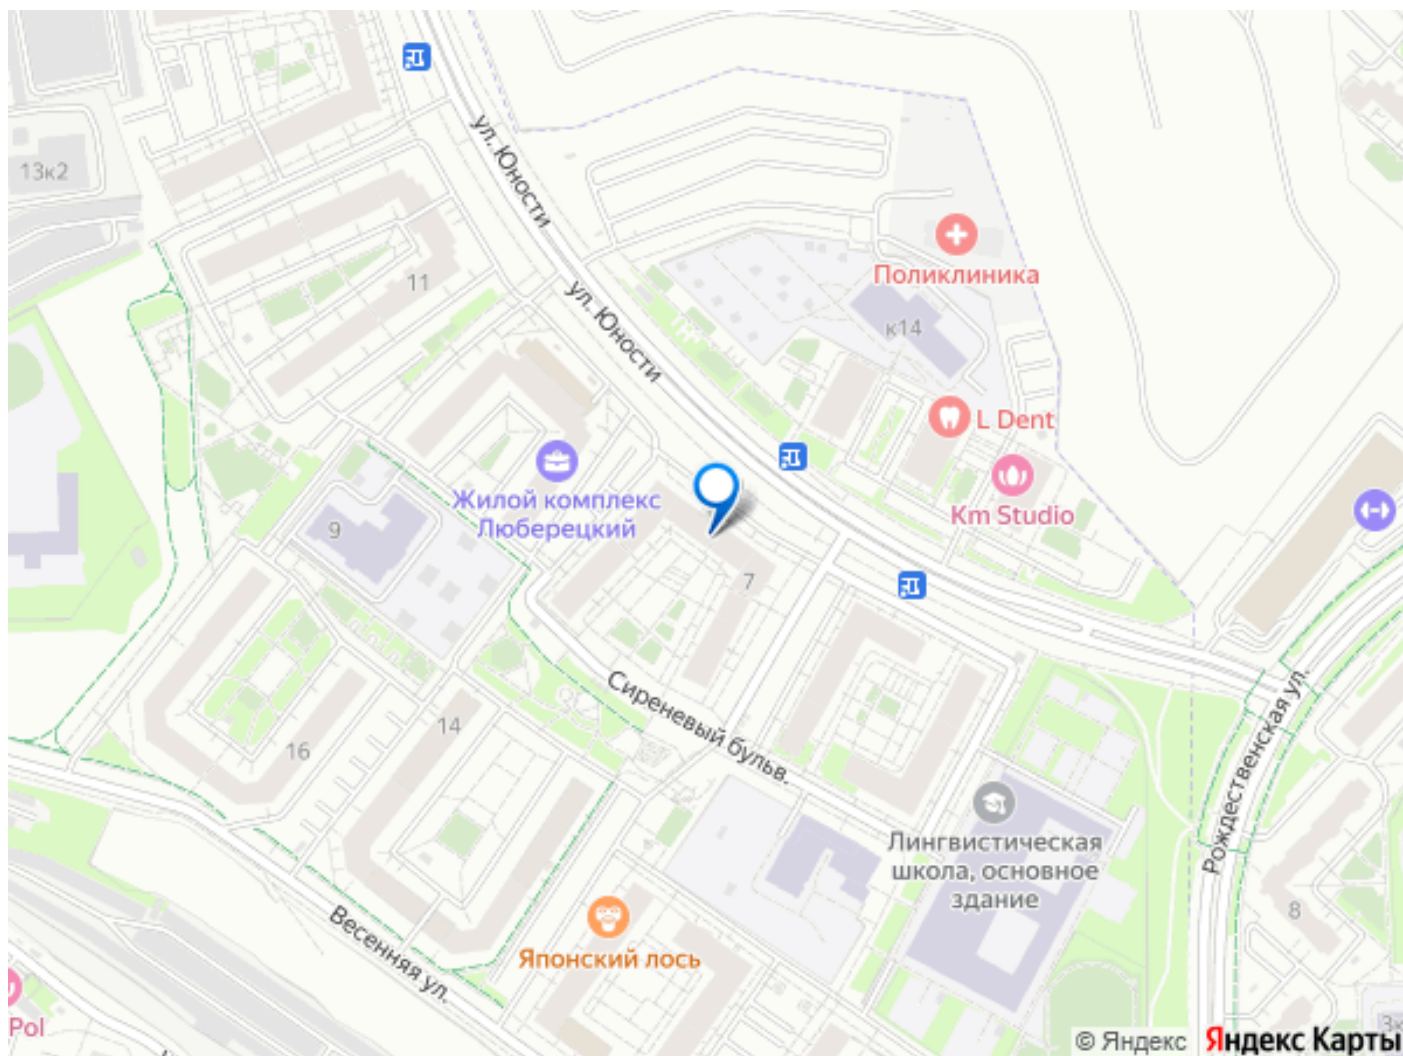 ул. Юности
13к2
Поликлиника
11
ул. Юности
к14
L Dent
Жилой комплекс
Люберецкий
Km Studio
9
7
Сиреневый бульв.
Рождественская ул.
14
16
Лингвистическая
школа, основное
здание
8
Весенняя ул.
Японский лось
Pol
3к
© Яндекс Яндекс Карты